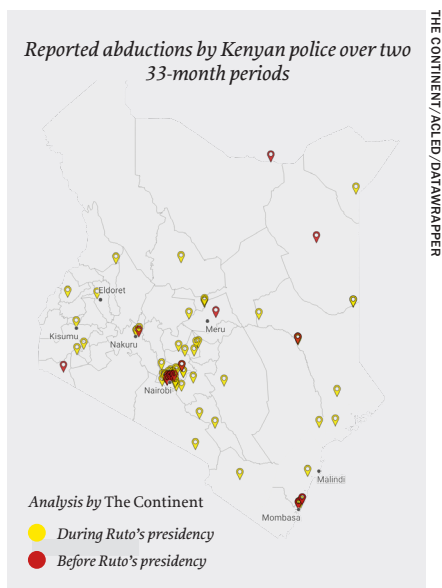 Reported abductions by Kenyan police over two
33-month periods
THE CONTINENT/ACLED/DATAWRAPPER
Eldoret
Kisumu
Nakuru
Meru
Nairobi
Malindi
Mombasa
Analysis by The Continent
During Ruto's presidency
Before Ruto's presidency